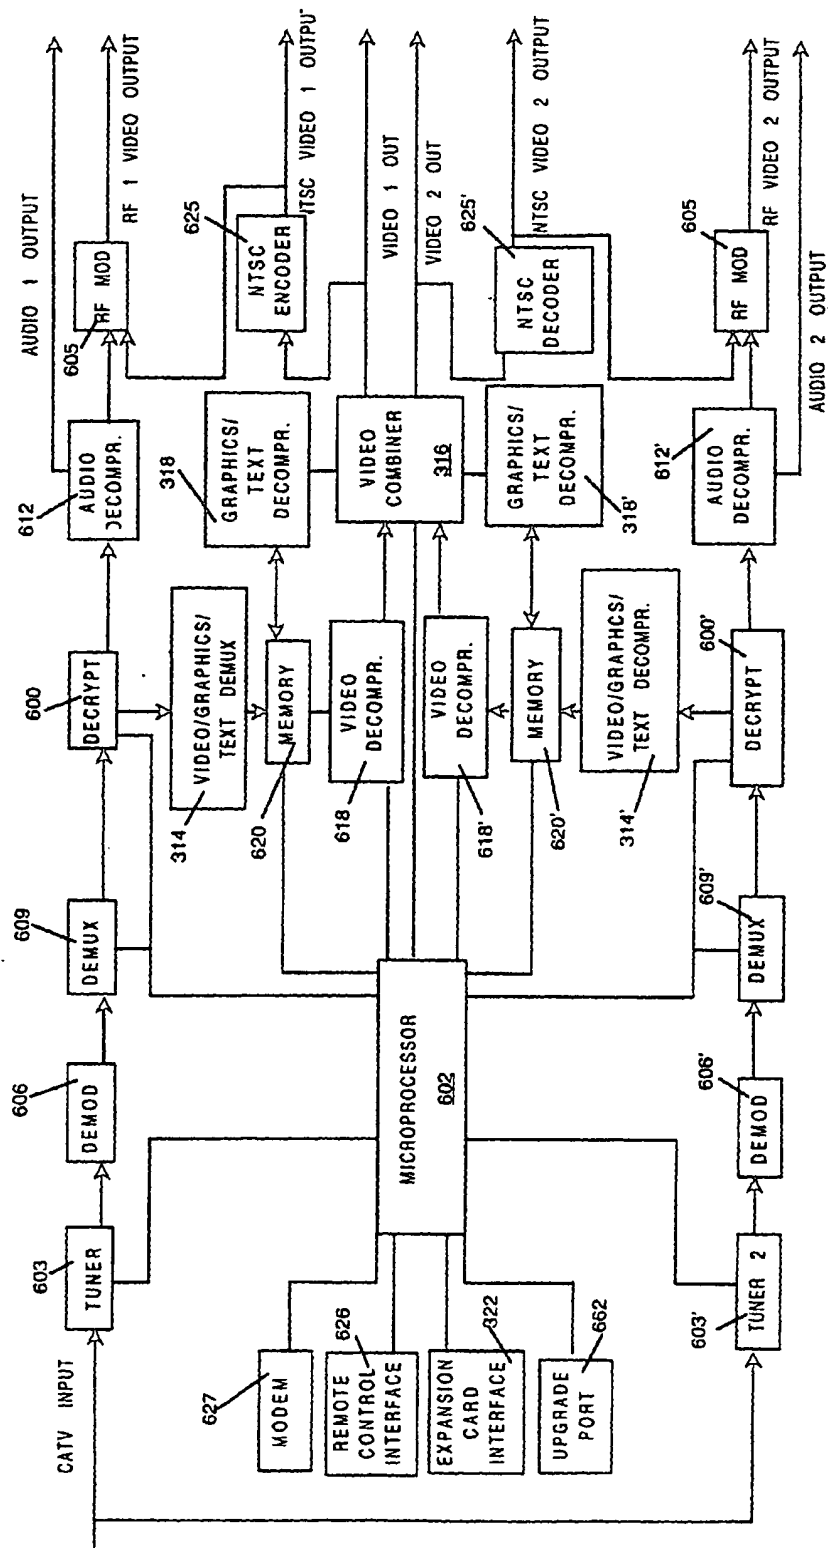 CATV INPUT
603
TUNER
606
DEMOD
609
DEMUX
600
DECRYPT
612
AUDIO
DECOMPR.
605
RF MOD
AUDIO 1 OUTPUT
RF 1 VIDEO OUTPUT
314
VIDEO/GRAPHICS/
TEXT DEMUX
318
GRAPHICS/
TEXT
DECOMPR.
625
NTSC
ENCODER
NTSC VIDEO 1 OUTPUT
627
MODEM
620
MEMORY
626
REMOTE
CONTROL
INTERFACE
618
VIDEO
DECOMPR.
VIDEO 1 OUT
MICROPROCESSOR
602
VIDEO
COMBINER
316
VIDEO 2 OUT
322
EXPANSION
CARD
INTERFACE
618'
VIDEO
DECOMPR.
662
UPGRADE
PORT
620'
MEMORY
GRAPHICS/
TEXT
DECOMPR.
318'
625'
NTSC
DECODER
NTSC VIDEO 2 OUTPUT
314'
VIDEO/GRAPHCS/
TEXT DECOMPR.
603'
TUNER 2
606'
DEMOD
609'
DEMUX
600'
DECRYPT
612'
AUDIO
DECOMPR.
605
RF MOD
RF VIDEO 2 OUTPUT
AUDIO 2 OUTPUT